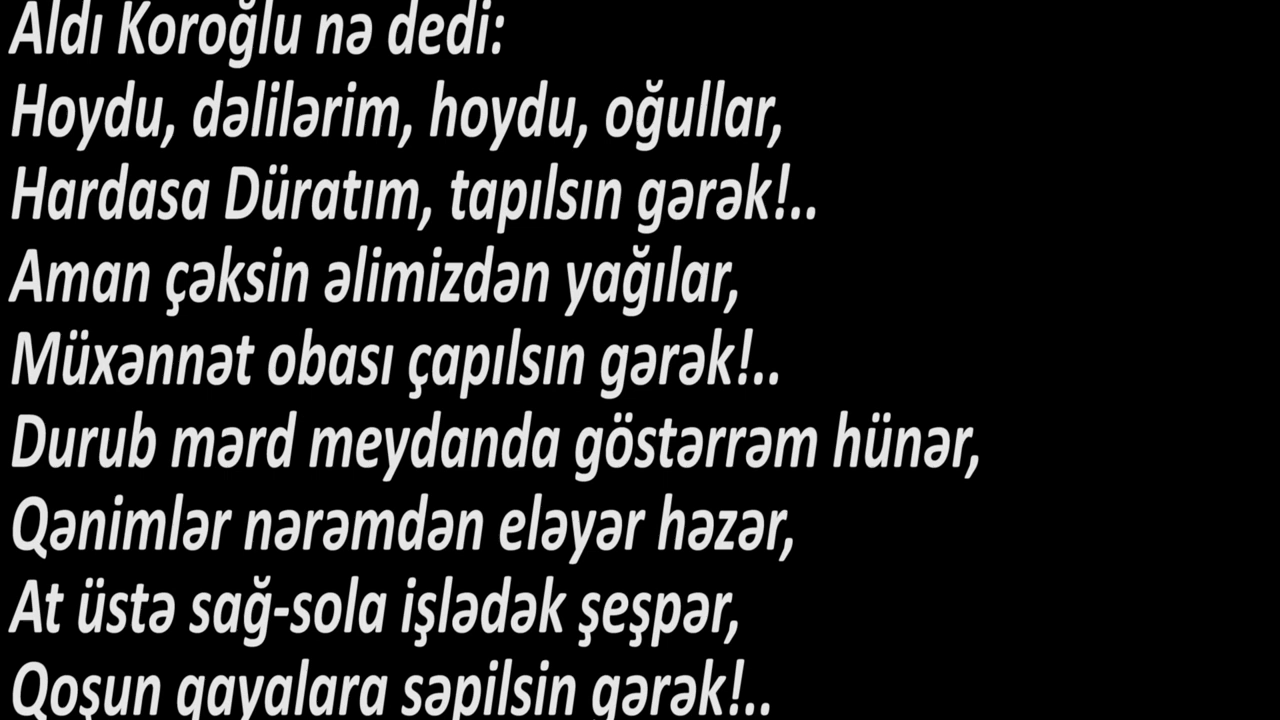 Aldı Koroğlu nə dedi:
Hoydu, dəlilərim, hoydu, oğullar,
Hardasa Düratım, tapılsın gərək!..
Aman çəksin əlimizdən yağılar,
Müxənnət obası çapılsın gərək!..
Durub mərd meydanda göstərrəm hünər,
Qənimlər nərəmdən eləyər həzər,
At üstə sağ-sola işlədək şeşpər,
Qoşun qayalara səpilsin gərək!..